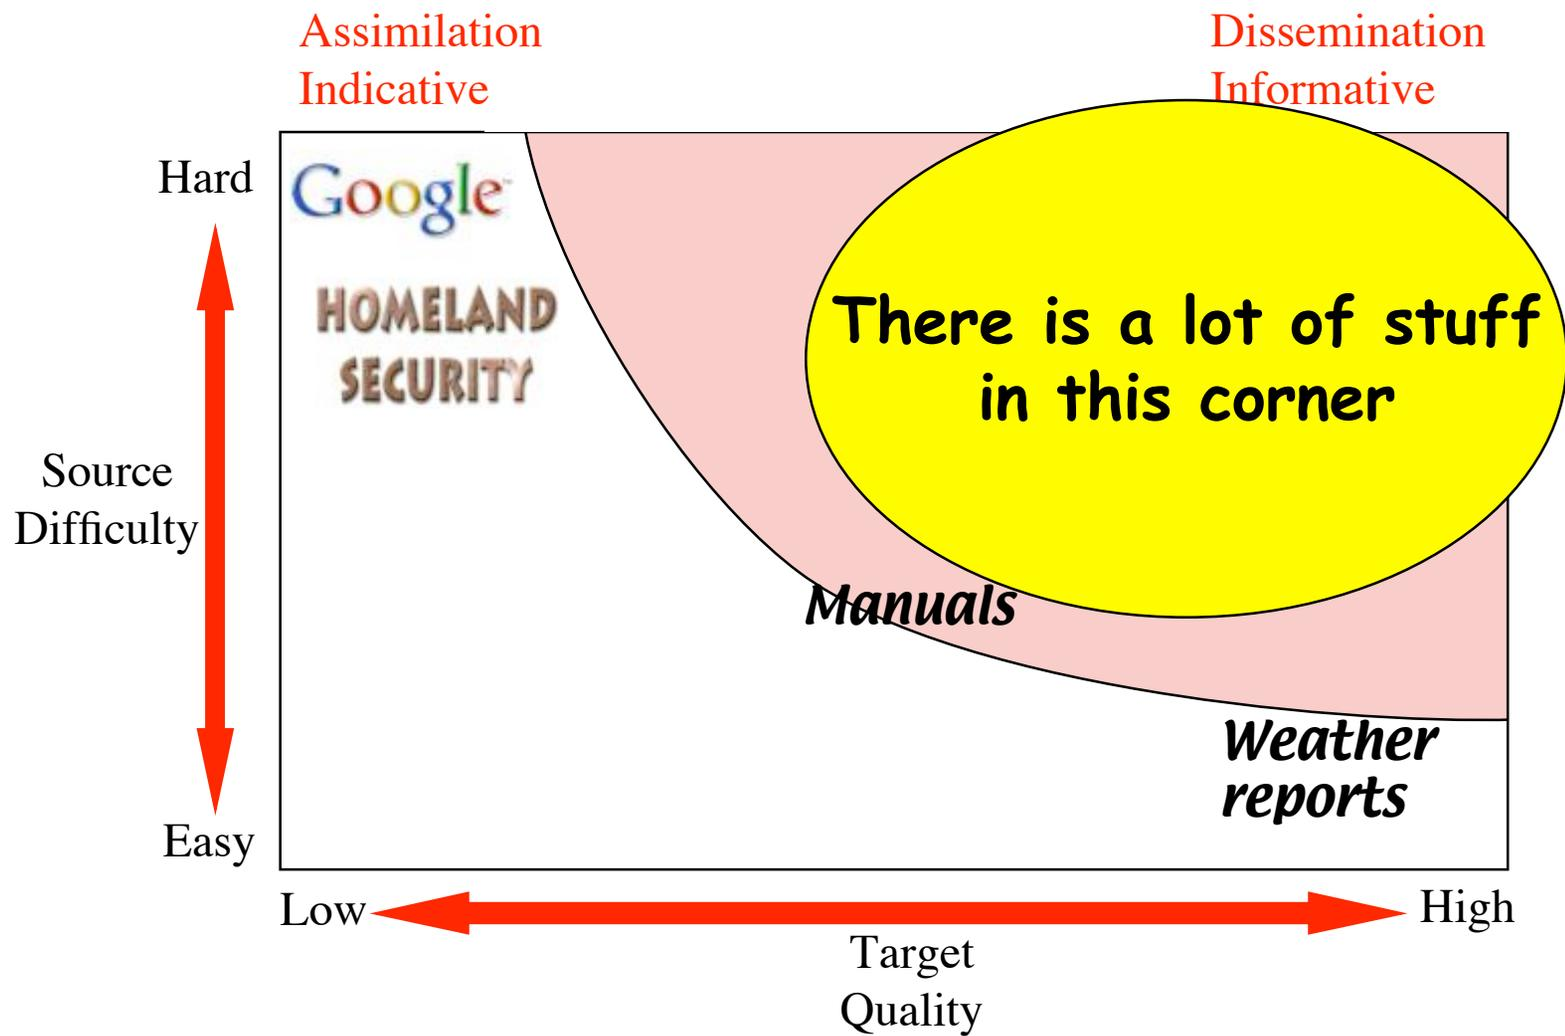 Assimilation
Indicative
Dissemination
Informative
Hard
Google™
HOMELAND
SECURITY
There is a lot of stuff
in this corner
Source
Difficulty
Manuals
Weather
reports
Easy
Low
High
Target
Quality